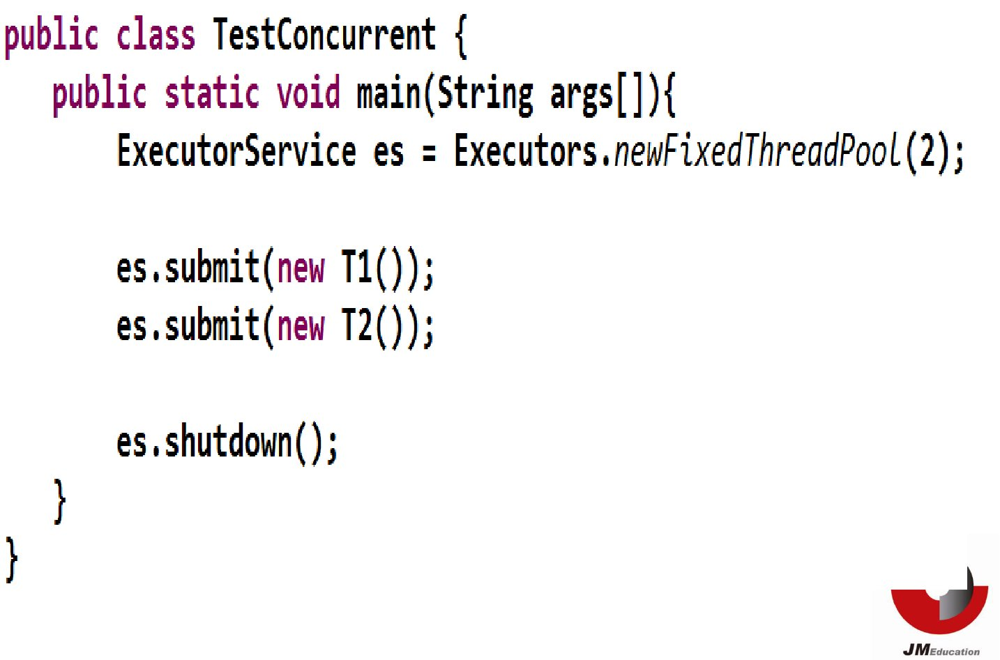 public class TestConcurrent {
public static void main(String args[]){
ExecutorService es = Executors.newFixedThreadPool(2);
es.submit(new T1());
es.submit(new T2());
es.shutdown();
}
}
JMEducation